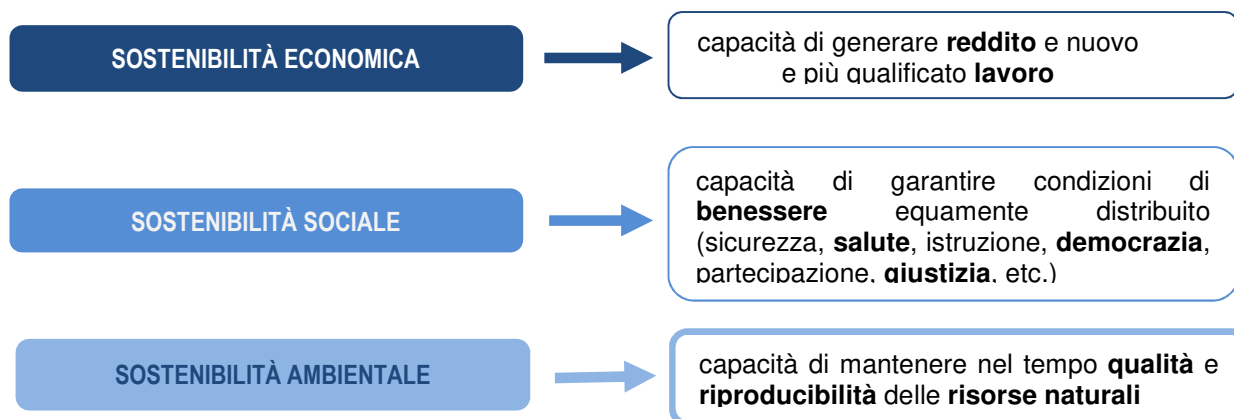 SOSTENIBILITÀ ECONOMICA
capacità di generare reddito e nuovo
e più qualificato lavoro
SOSTENIBILITÀ SOCIALE
capacità di garantire condizioni di
benessere equamente distribuito
(sicurezza, salute, istruzione, democrazia,
partecipazione, giustizia, etc.)
SOSTENIBILITÀ AMBIENTALE
capacità di mantenere nel tempo qualità e
riproducibilità delle risorse naturali